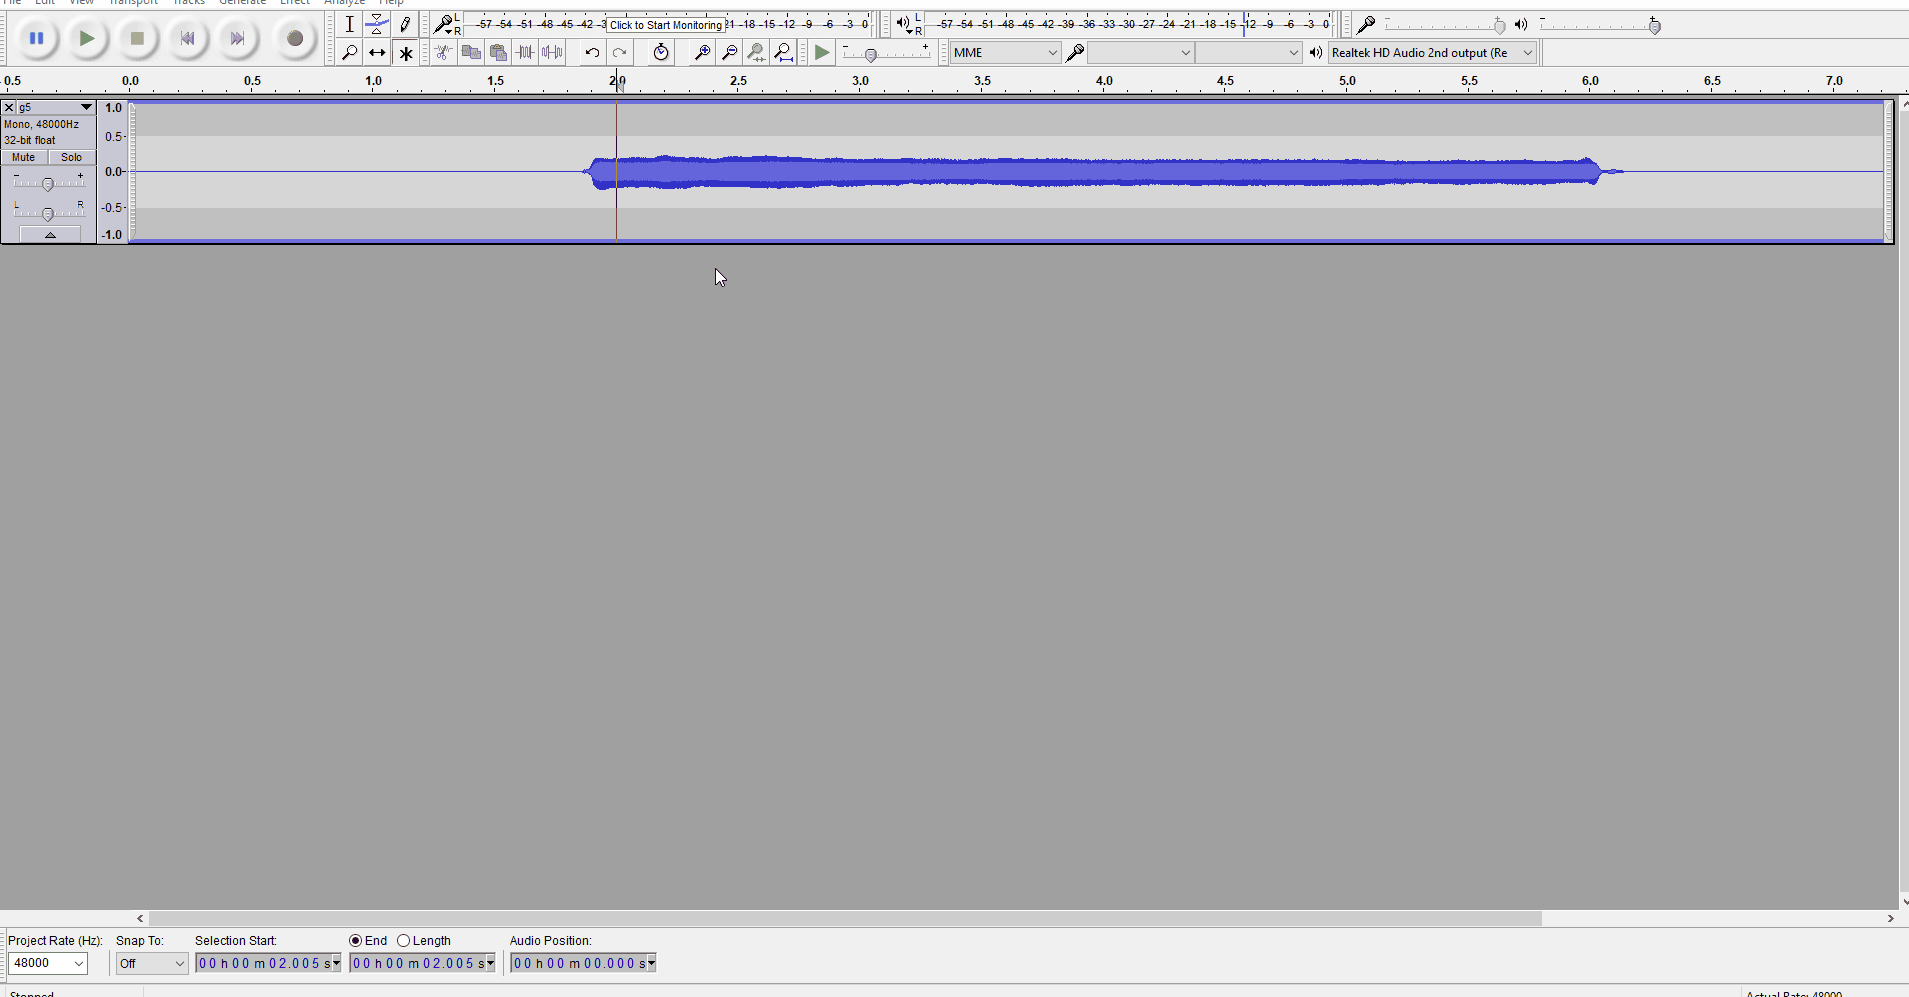 File Edit View Transport Tracks Generate Effect Analyze Help
L -57 -54 -51 -48 -45 -42 -3 Click to Start Monitoring 21 -18 -15 -12 -9 -6 -3 0
R
L -57 -54 -51 -48 -45 -42 -39 -36 -33 -30 -27 -24 -21 -18 -15 -12 -9 -6 -3 0
R
- +
- +
- + MME Realtek HD Audio 2nd output (Re
- 0.5 0.0 0.5 1.0 1.5 2.0 2.5 3.0 3.5 4.0 4.5 5.0 5.5 6.0 6.5 7.0
g5
Mono, 48000Hz
32-bit float
Mute Solo
- +
L R
1.0
0.5-
0.0-
-0.5-
-1.0
Project Rate (Hz): Snap To: Selection Start: End Length Audio Position:
48000 Off 00 h 00 m 02.005 s 00 h 00 m 02.005 s 00 h 00 m 00.000 s
Stopped. Actual Rate: 48000